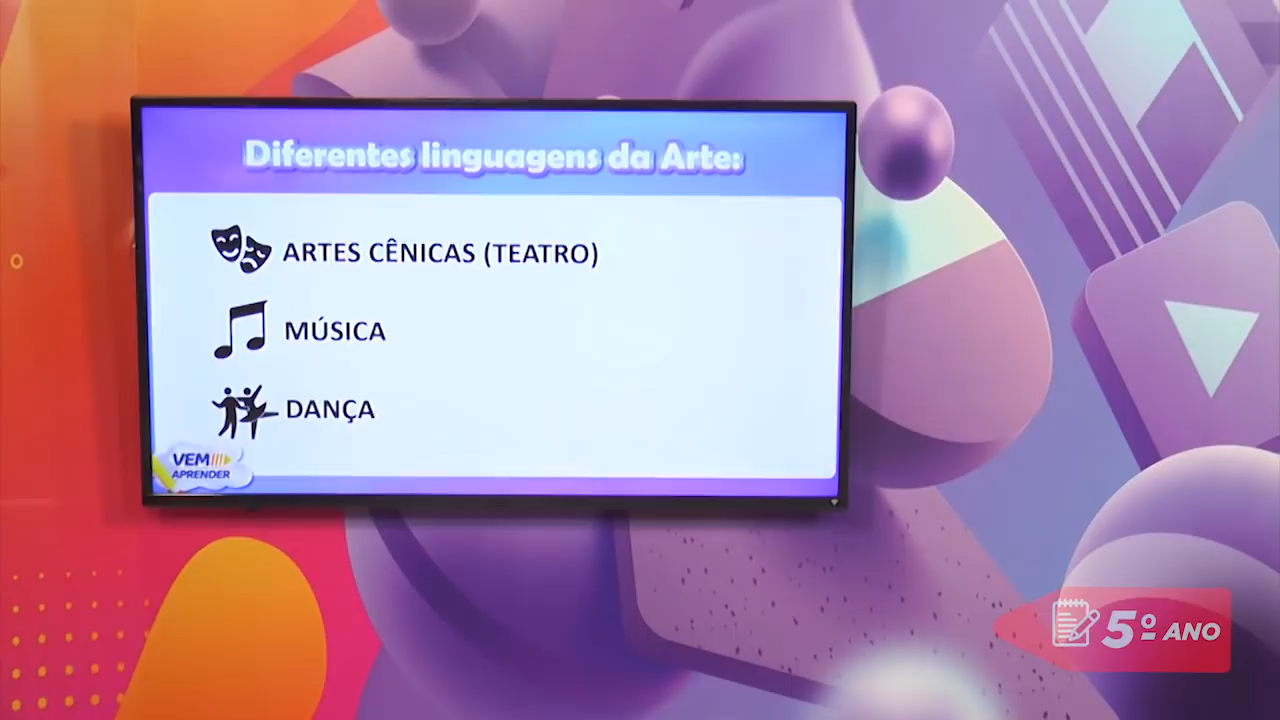 Diferentes linguagens da Arte:
ARTES CÊNICAS (TEATRO)
MÚSICA
DANÇA
VEM
APRENDER
5º ANO